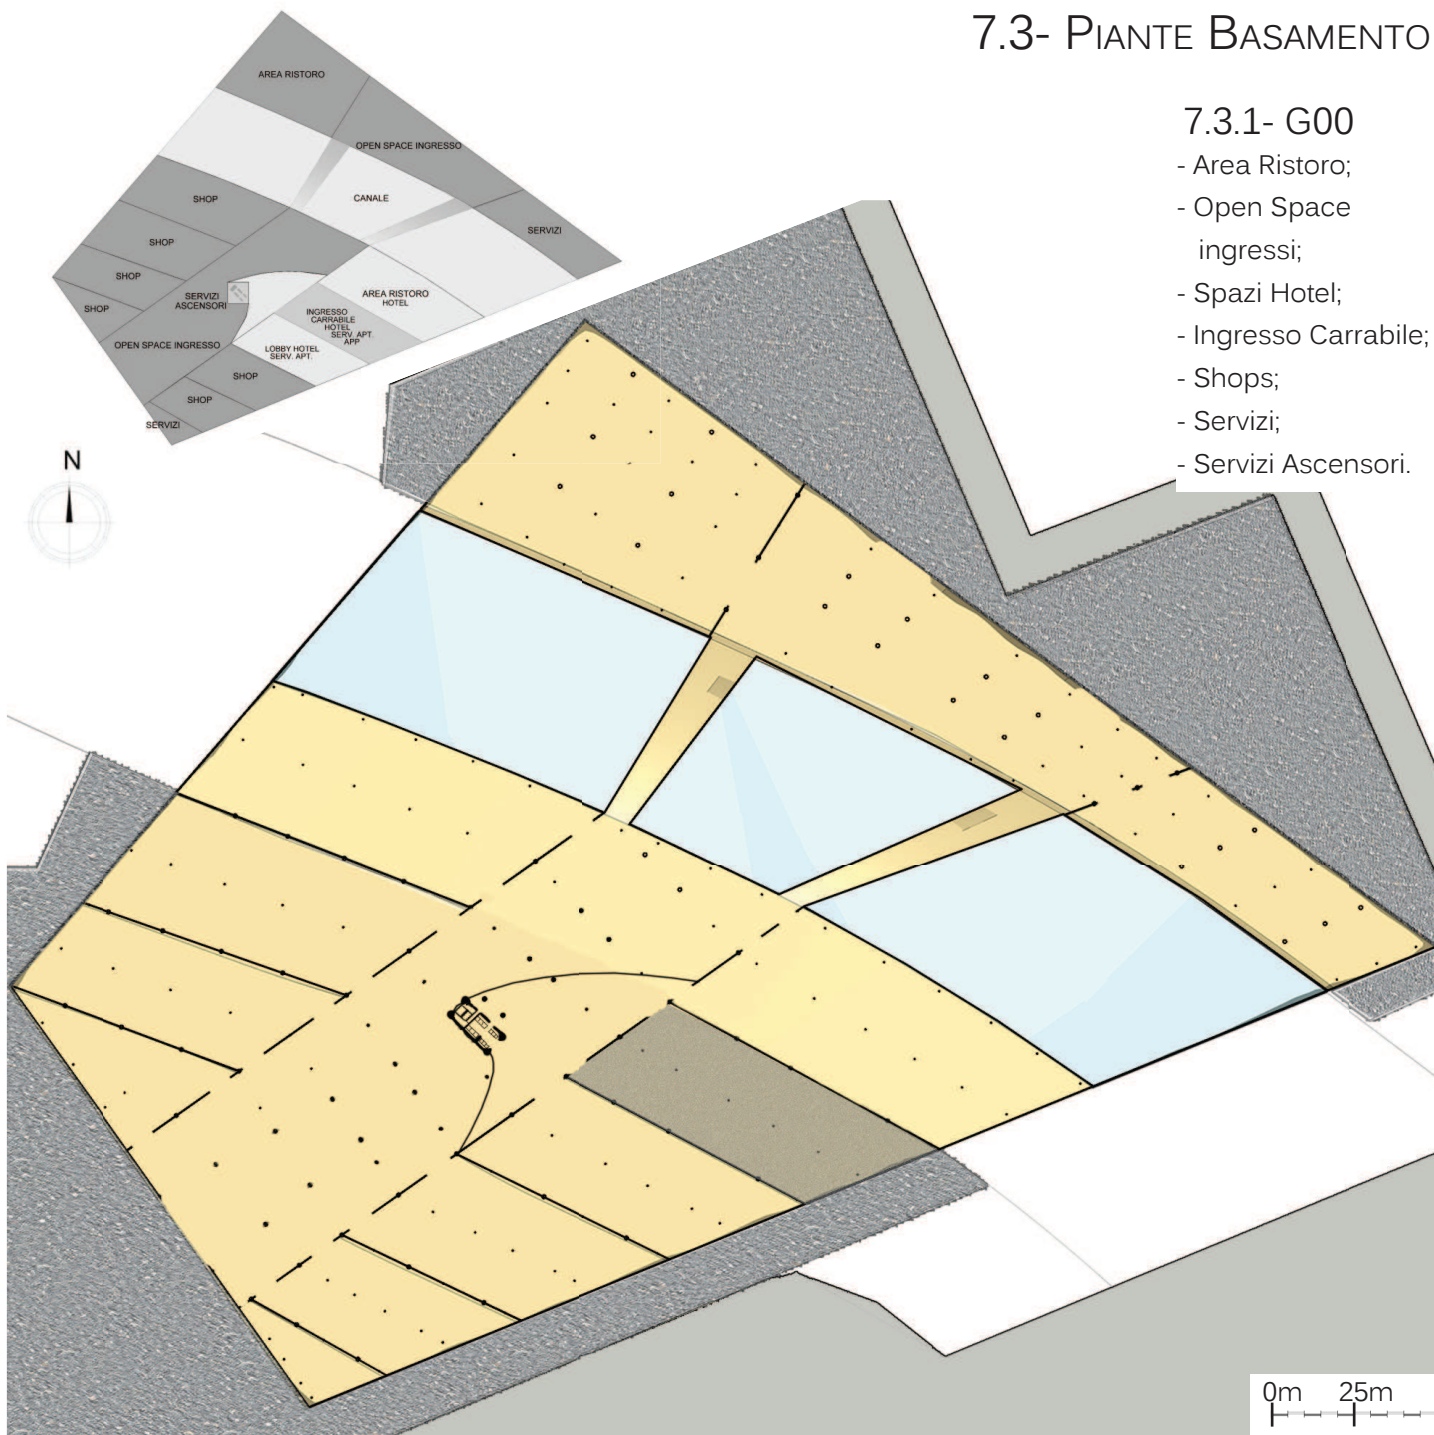 7.3- PIANTE BASAMENTO
7.3.1- G00
- Area Ristoro;
- Open Space
ingressi;
- Spazi Hotel;
- Ingresso Carrabile;
- Shops;
- Servizi;
- Servizi Ascensori.
AREA RISTORO
OPEN SPACE INGRESSO
SHOP
CANALE
SERVIZI
SHOP
SHOP
SHOP
SERVIZI
ASCENSORI
AREA RISTORO
HOTEL
INGRESSO
CARRABILE
HOTEL
SERV. APT.
APP
OPEN SPACE INGRESSO
LOBBY HOTEL
SERV. APT.
SHOP
SHOP
SERVIZI
N
0m 25m